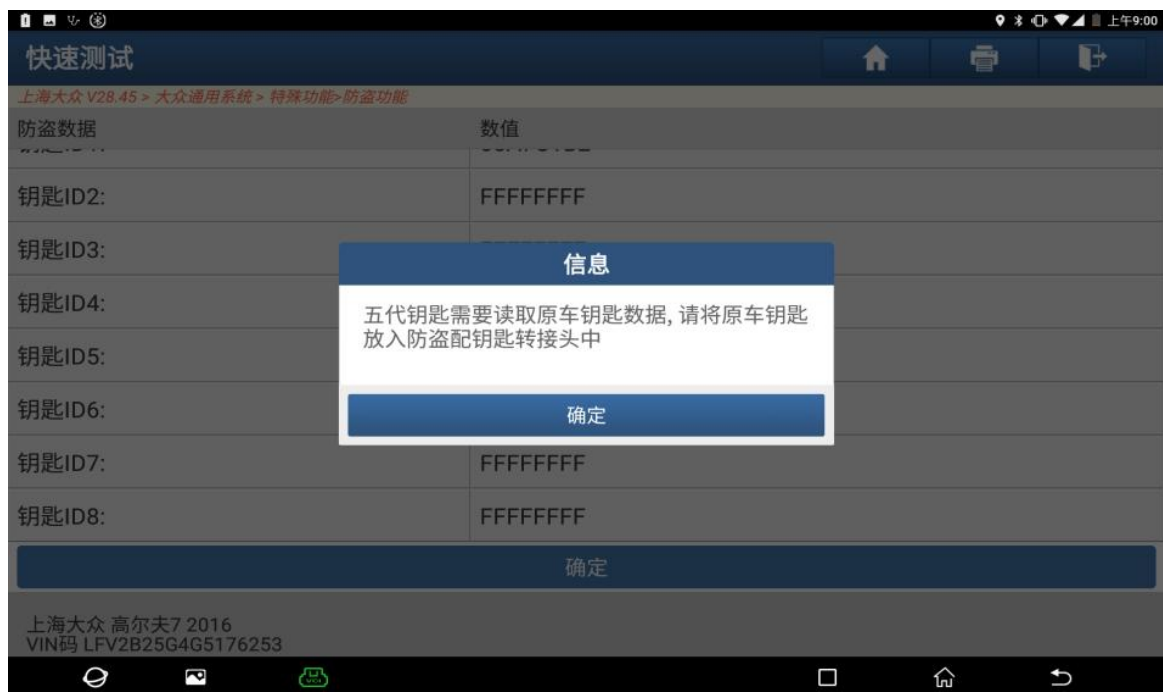 上午9:00
快速测试
上海大众 V28.45 > 大众通用系统 > 特殊功能>防盗功能
防盗数据 数值
钥匙ID2: FFFFFFFF
钥匙ID3:
信息
钥匙ID4:
五代钥匙需要读取原车钥匙数据, 请将原车钥匙
放入防盗配钥匙转接头中
钥匙ID5:
钥匙ID6:
确定
钥匙ID7: FFFFFFFF
钥匙ID8: FFFFFFFF
确定
上海大众 高尔夫7 2016
VIN码 LFV2B25G4G5176253
VCI